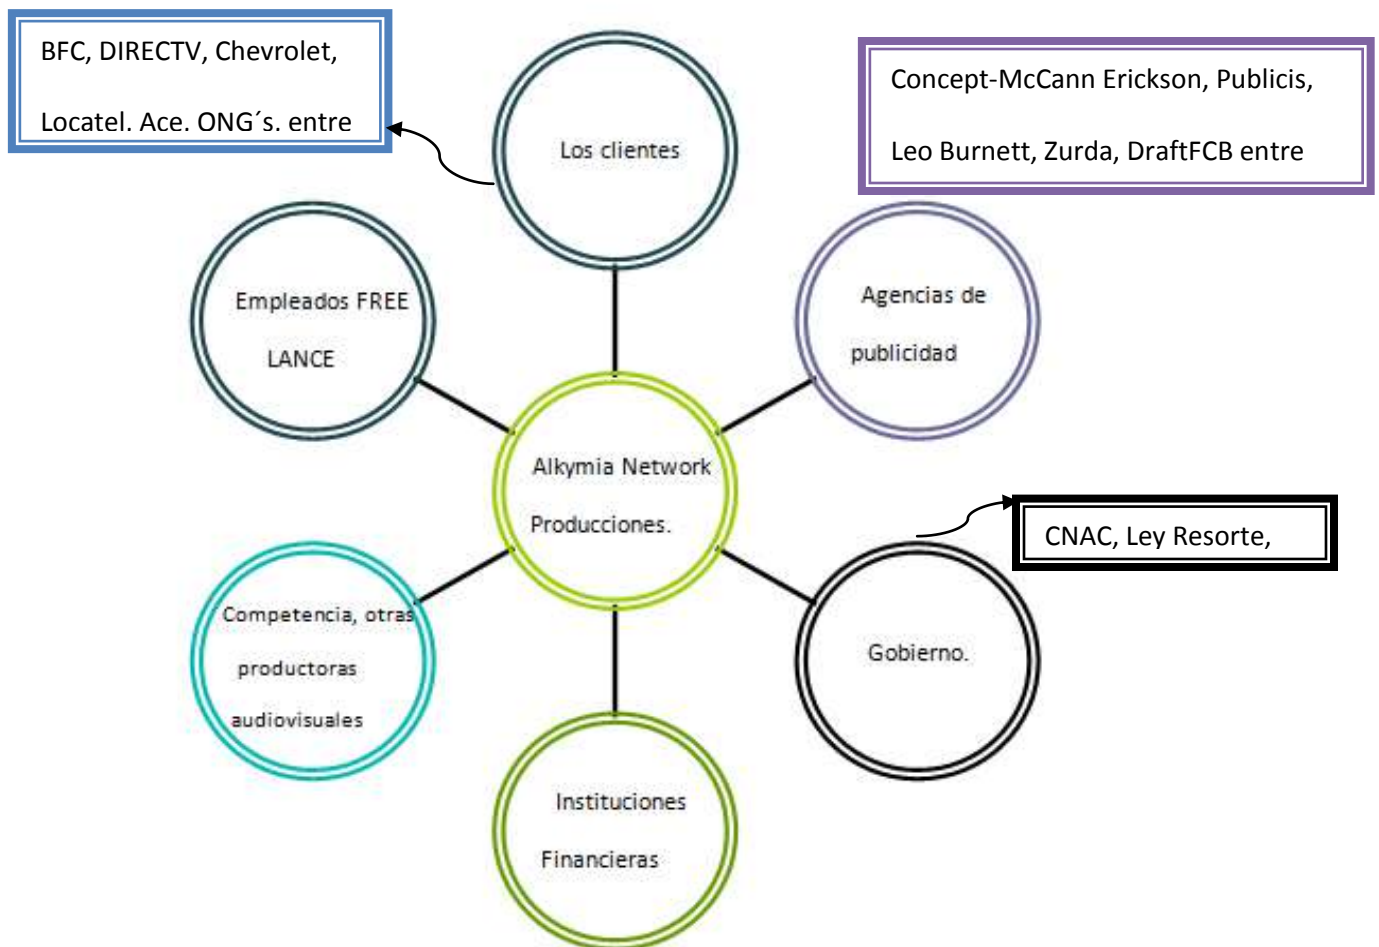 BFC, DIRECTV, Chevrolet,
Locatel. Ace. ONG´s. entre
Concept-McCann Erickson, Publicis,
Leo Burnett, Zurda, DraftFCB entre
Los clientes
Empleados FREE
LANCE
Agencias de
publicidad
Alkymia Network
Producciones.
CNAC, Ley Resorte,
Competencia, otras
productoras
audiovisuales
Gobierno.
Instituciones
Financieras